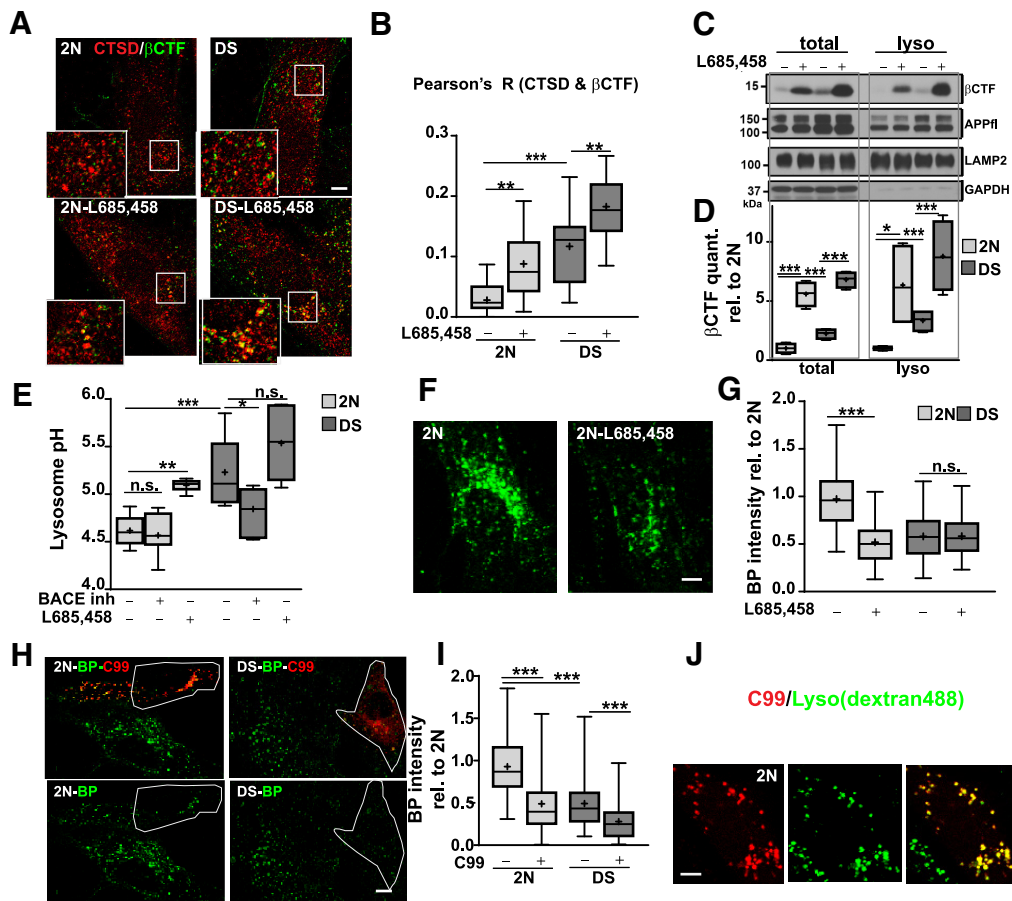 A
2N CTSD/βCTF
DS
2N-L685,458
DS-L685,458
B
Pearson's R (CTSD & βCTF)
0.3
**
***
**
0.2
0.1
0.0
L685,458 – + – +
2N DS
C
total lyso
L685,458 – + – + – + – +
15 βCTF
150
100 APPfl
100 LAMP2
37 GAPDH
kDa
D
βCTF quant.
rel. to 2N
10
5
0
*** *** ***
* *** ***
2N
DS
total lyso
E
Lysosome pH
6.0
5.5
5.0
4.5
4.0
n.s. ** *** * n.s.
2N
DS
BACE inh – + – – + –
L685,458 – – + – – +
F
2N
2N-L685,458
G
BP intensity rel. to 2N
2.0
1.5
1.0
0.5
0.0
*** n.s.
2N DS
L685,458 – + – +
H
2N-BP-C99
DS-BP-C99
2N-BP
DS-BP
I
BP intensity
rel. to 2N
2.0
1.5
1.0
0.5
0.0
*** *** ***
C99 – + – +
2N DS
J
C99/Lyso(dextran488)
2N